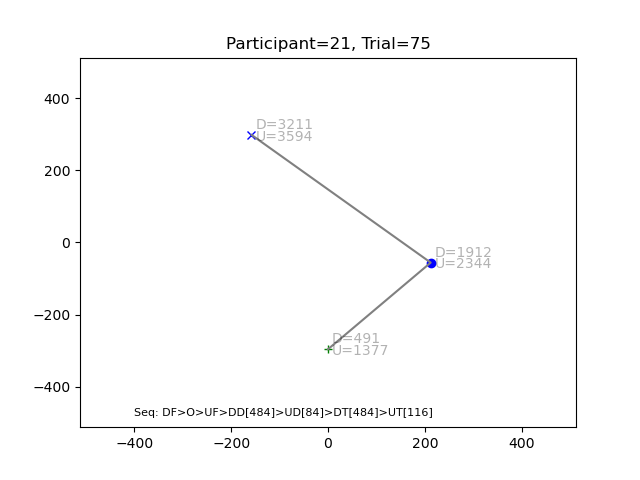 Participant=21, Trial=75
400
200
0
−200
−400
D=3211
U=3594
D=1912
U=2344
D=491
U=1377
Seq: DF>O>UF>DD[484]>UD[84]>DT[484]>UT[116]
−400
−200
0
200
400